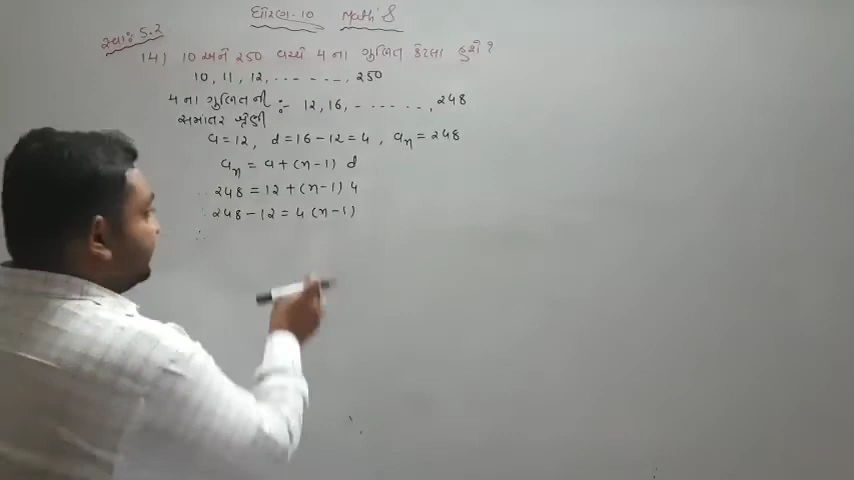 ધોરણ-10 Math's
સ્વા: 5.2
14) 10 અને 250 વચ્ચે 4 ના ગુણિત કેટલા હશે?
10, 11, 12, ........, 250
4 ના ગુણિત ની :- 12, 16, - ......, 248
સમાંતર શ્રેણી
a = 12, d = 16 - 12 = 4, aₙ = 248
aₙ = a + (n-1) d
∴ 248 = 12 + (n-1) 4
∴ 248 - 12 = 4 (n-1)
∴